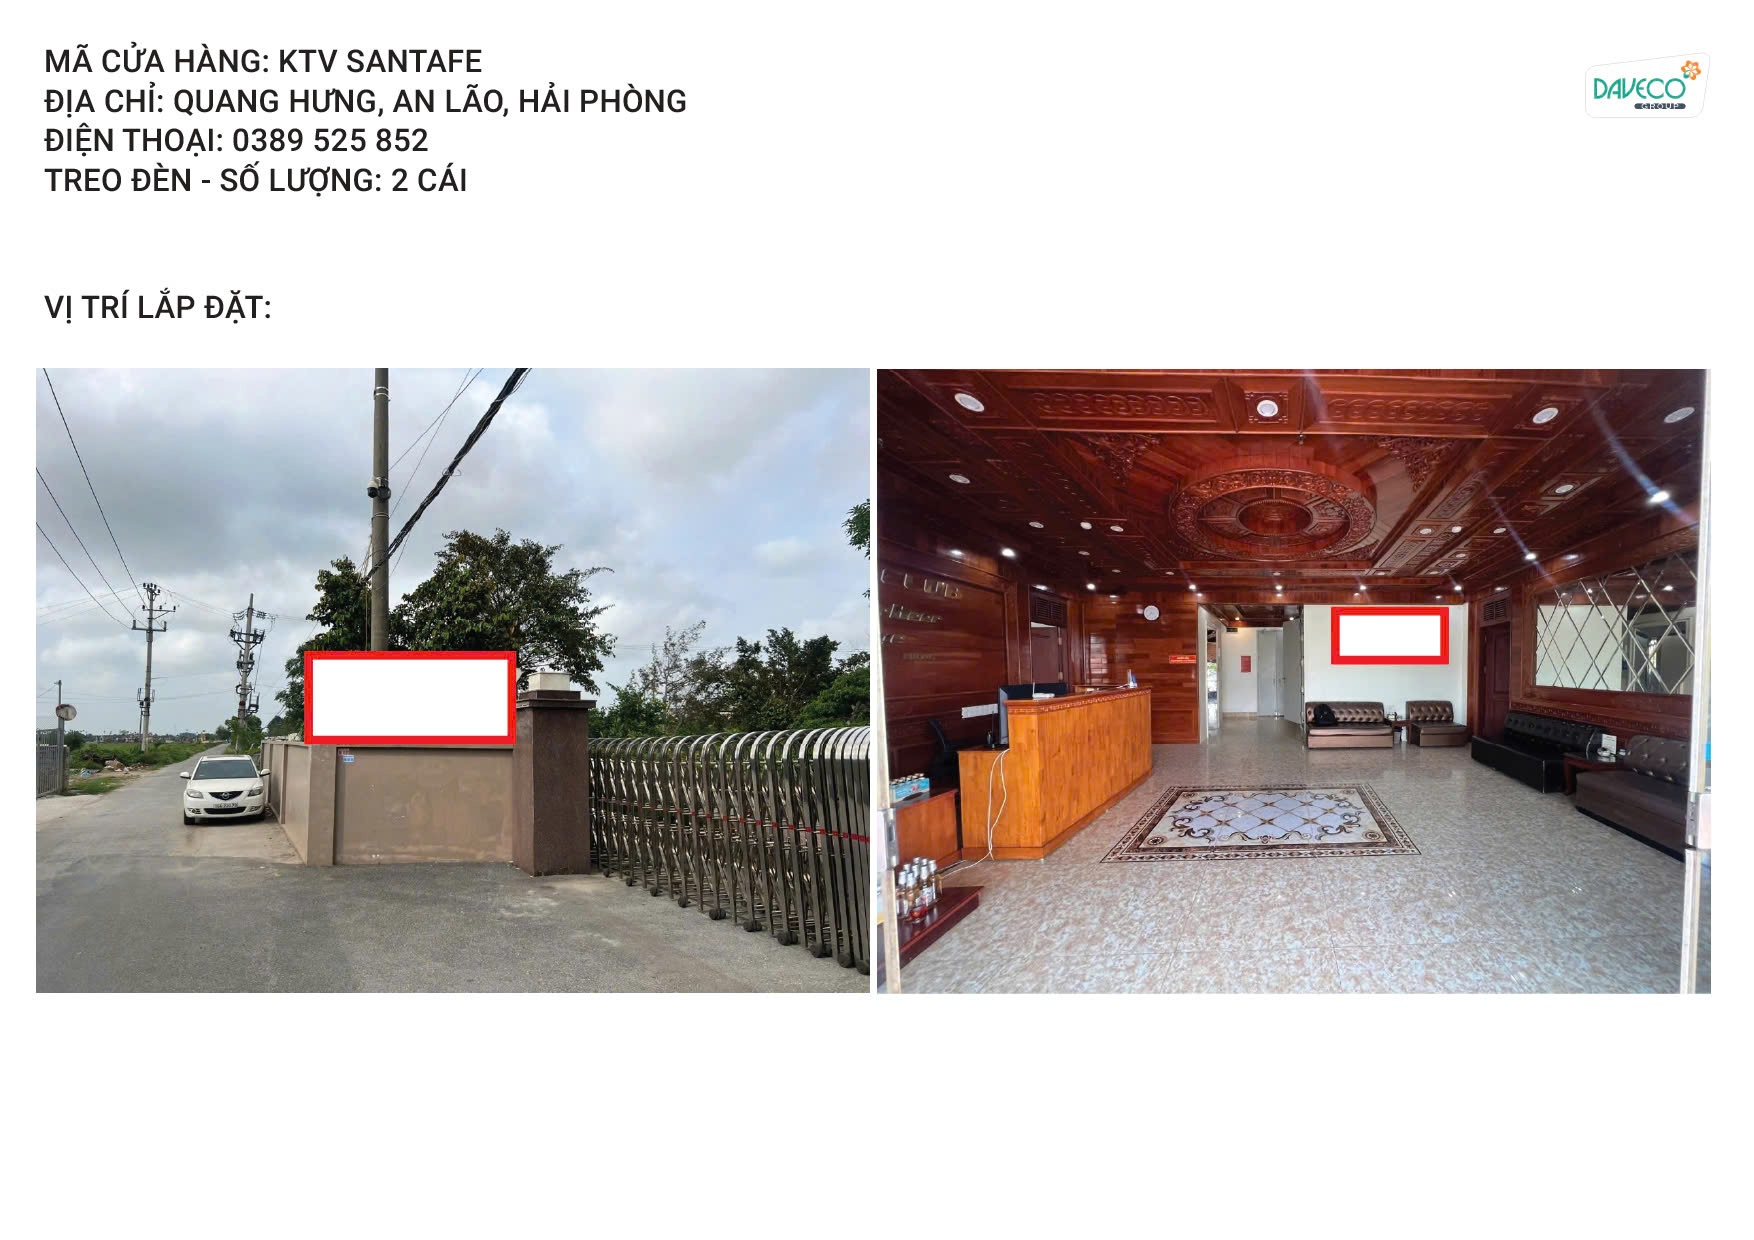 MÃ CỬA HÀNG: KTV SANTAFE
ĐỊA CHỈ: QUANG HƯNG, AN LÃO, HẢI PHÒNG
ĐIỆN THOẠI: 0389 525 852
TREO ĐÈN - SỐ LƯỢNG: 2 CÁI
DAVECO
GROUP
VỊ TRÍ LẮP ĐẶT: